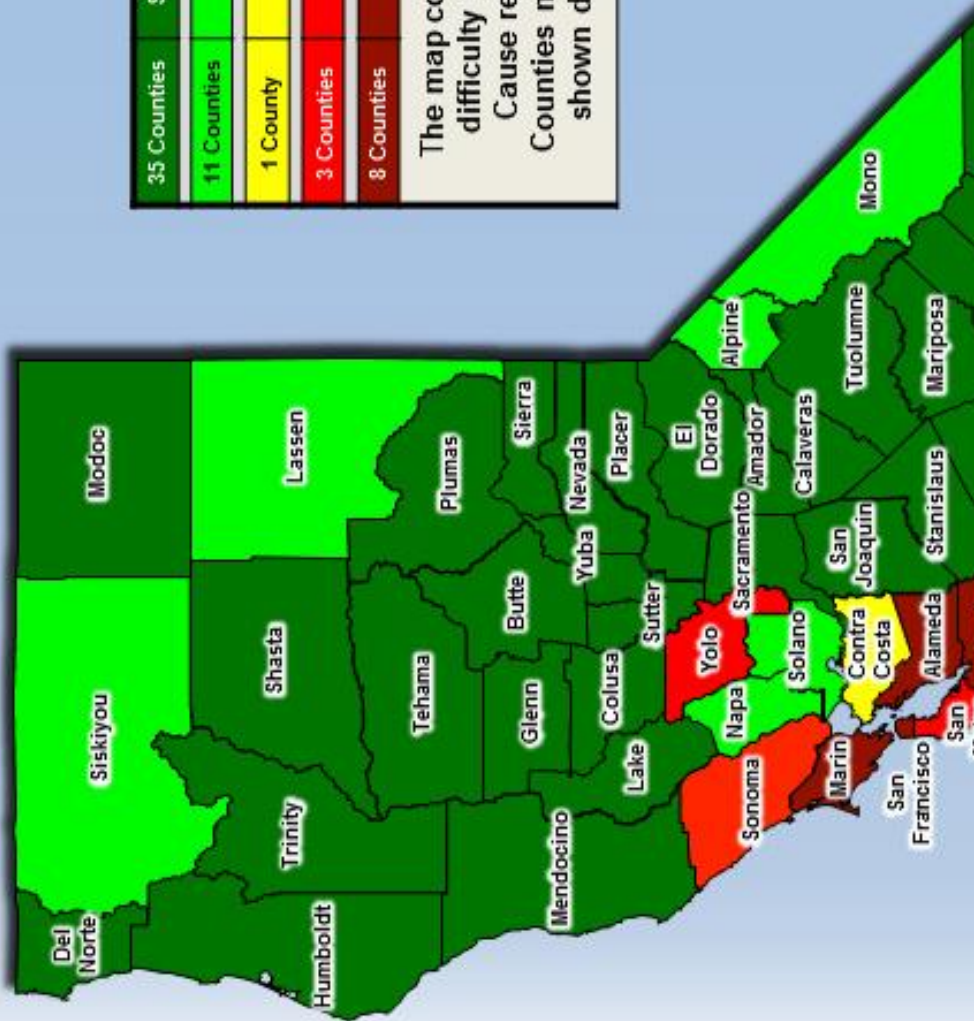 35 Counties
11 Counties
1 County
3 Counties
8 Counties
The map co
difficulty
Cause re
Counties m
shown d
Del
Norte
Siskiyou
Modoc
Humboldt
Trinity
Shasta
Lassen
Tehama
Plumas
Mendocino
Glenn
Butte
Sierra
Lake
Colusa
Sutter
Yuba
Nevada
Placer
El
Dorado
Sonoma
Napa
Yolo
Sacramento
Amador
Alpine
Marin
Solano
Calaveras
San
Francisco
Contra
Costa
San
Joaquin
Tuolumne
Mono
Alameda
Stanislaus
Mariposa
San